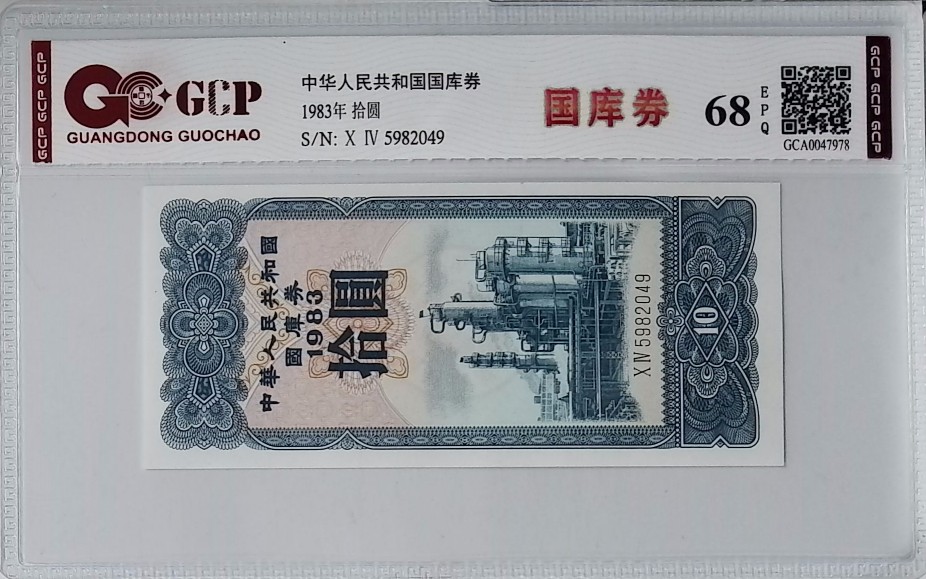 GCP GCP GCP
GCP
GUANGDONG GUOCHAO
中华人民共和国国库券
1983年 拾圆
S/N: X IV 5982049
国库券
68
EPQ
GCA0047978
GCP GCP GCP
中華人民共和國
國庫券
1983
拾圓
XIV5982049
10